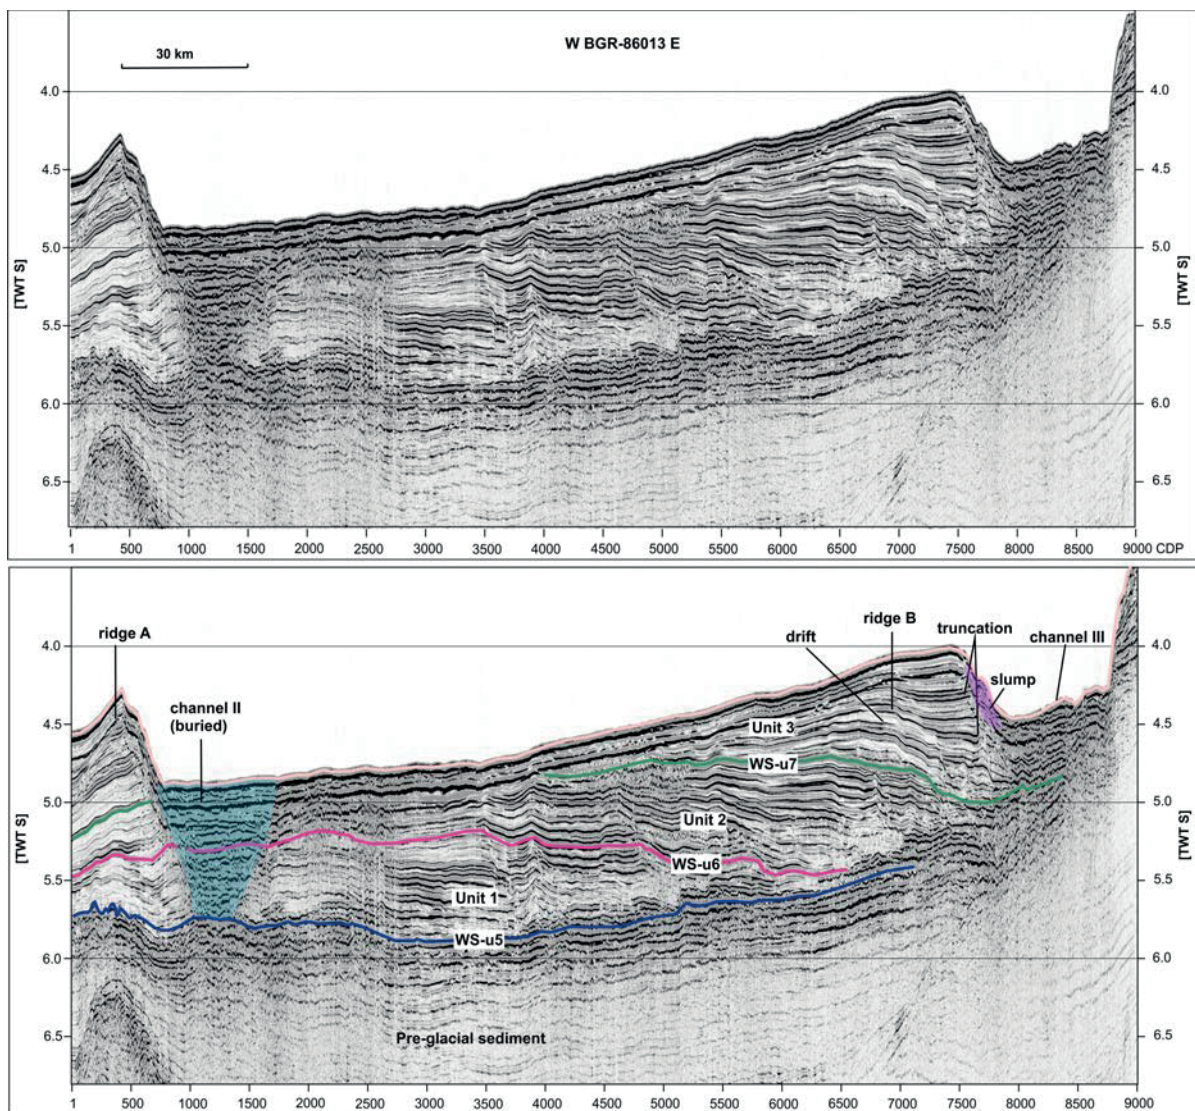 W BGR-86013 E
30 km
4.0 4.0
4.5 4.5
5.0 5.0
[TWT S] [TWT S]
5.5 5.5
6.0 6.0
6.5 6.5
1 500 1000 1500 2000 2500 3000 3500 4000 4500 5000 5500 6000 6500 7000 7500 8000 8500 9000 CDP
ridge A
drift
ridge B
truncation
channel III
slump
channel II
(buried)
4.0 4.0
4.5 4.5
Unit 3
WS-u7
5.0 5.0
[TWT S] [TWT S]
Unit 2
WS-u6
5.5 5.5
Unit 1
WS-u5
6.0 6.0
Pre-glacial sediment
6.5 6.5
1 500 1000 1500 2000 2500 3000 3500 4000 4500 5000 5500 6000 6500 7000 7500 8000 8500 9000